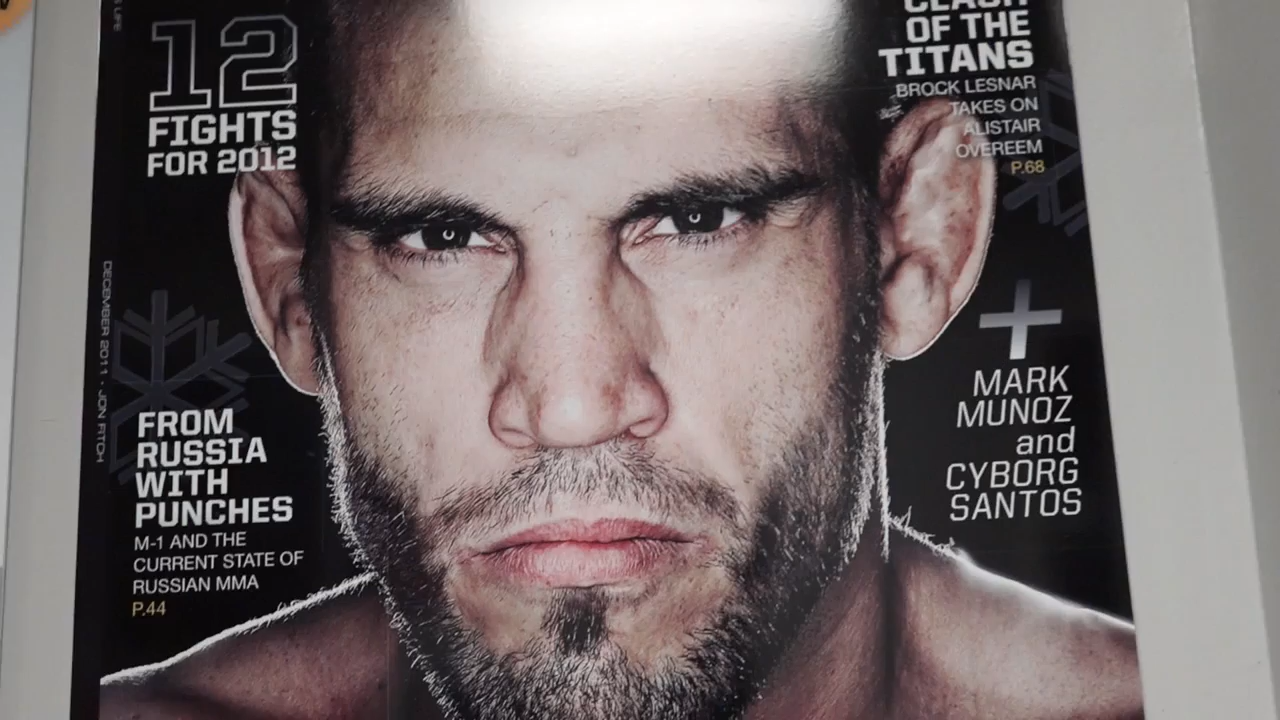 12
FIGHTS
FOR 2012
CLASH
OF THE
TITANS
BROCK LESNAR
TAKES ON
ALISTAIR
OVEREEM
P.68
DECEMBER 2011 · JON FITCH
FROM
RUSSIA
WITH
PUNCHES
M-1 AND THE
CURRENT STATE OF
RUSSIAN MMA
P.44
+
MARK
MUNOZ
and
CYBORG
SANTOS
LIFE